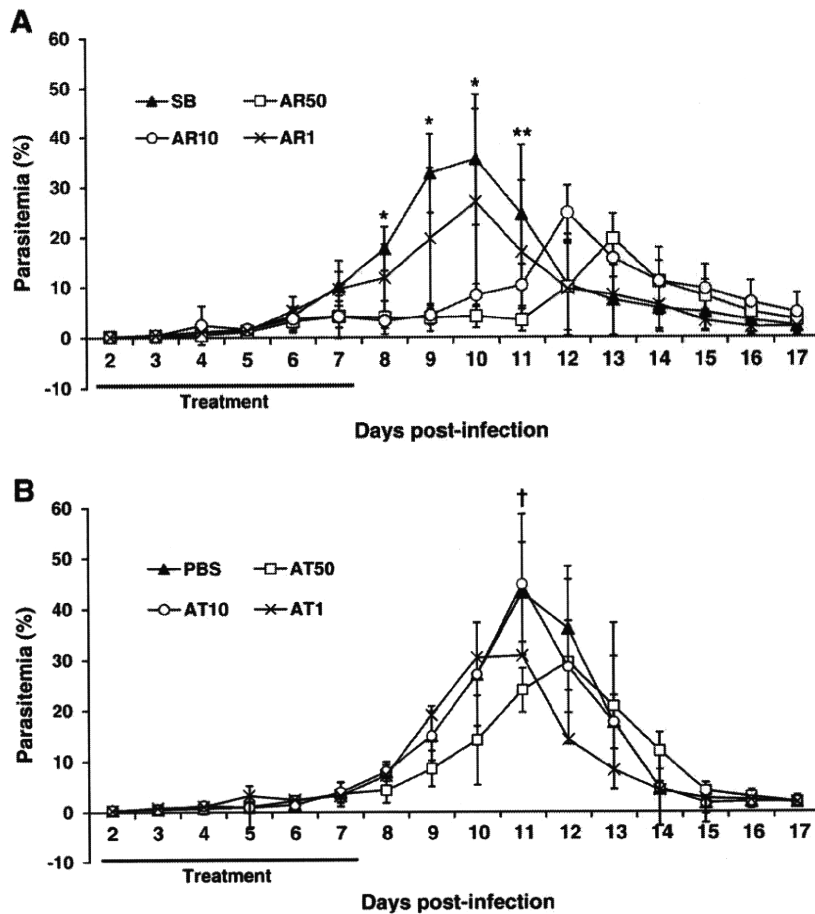 A
60
50
40
30
20
10
0
-10
Parasitemia (%)
SB AR50
AR10 AR1
* * * **
2 3 4 5 6 7 8 9 10 11 12 13 14 15 16 17
Treatment
Days post-infection
B
60
50
40
30
20
10
0
-10
Parasitemia (%)
PBS AT50
AT10 AT1
†
2 3 4 5 6 7 8 9 10 11 12 13 14 15 16 17
Treatment
Days post-infection